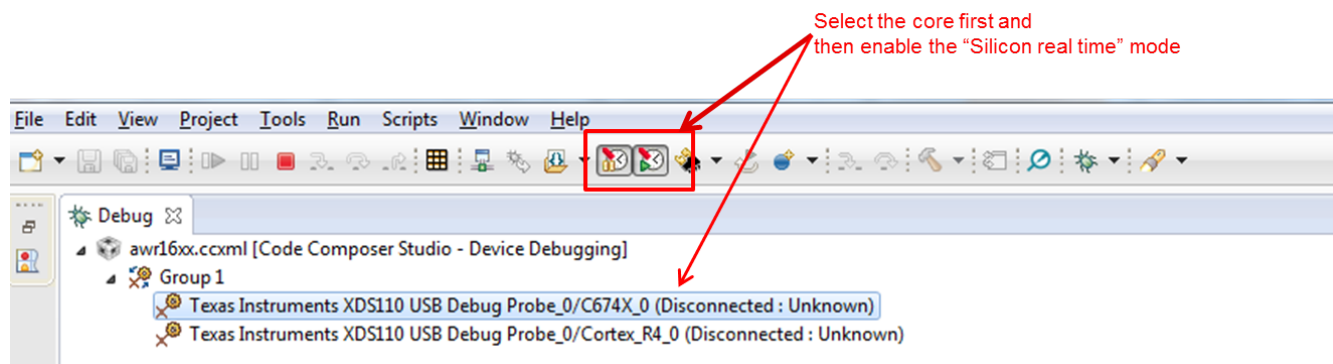 Select the core first and
then enable the “Silicon real time” mode
File Edit View Project Tools Run Scripts Window Help
Debug
awr16xx.ccxml [Code Composer Studio - Device Debugging]
Group 1
Texas Instruments XDS110 USB Debug Probe_0/C674X_0 (Disconnected : Unknown)
Texas Instruments XDS110 USB Debug Probe_0/Cortex_R4_0 (Disconnected : Unknown)